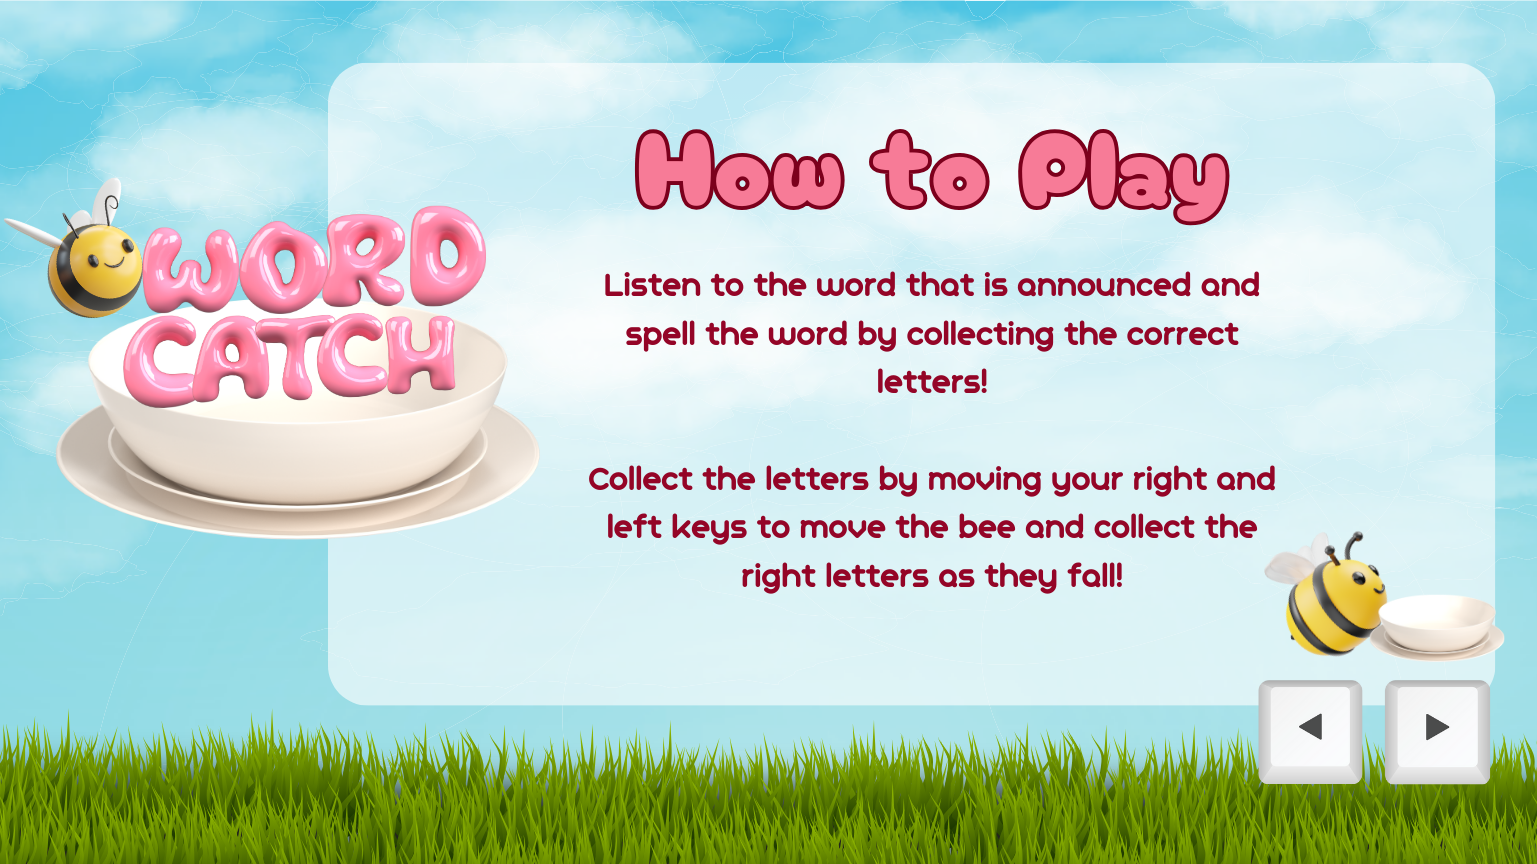 WORD
CATCH
How to Play
Listen to the word that is announced and
spell the word by collecting the correct
letters!
Collect the letters by moving your right and
left keys to move the bee and collect the
right letters as they fall!